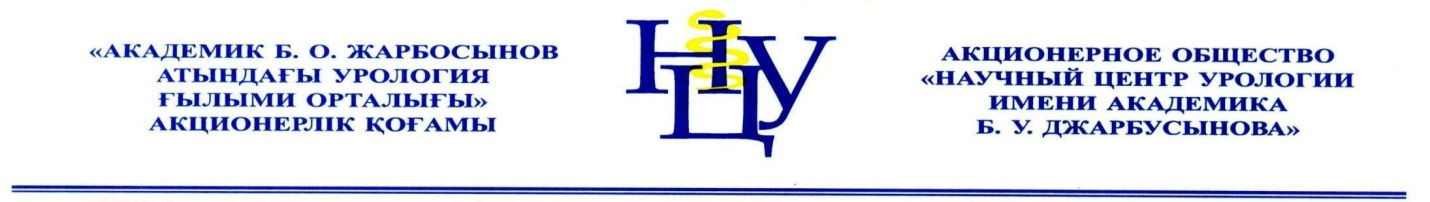 «АКАДЕМИК Б. О. ЖАРБОСЫНОВ
АТЫНДАҒЫ УРОЛОГИЯ
ҒЫЛЫМИ ОРТАЛЫҒЫ»
АКЦИОНЕРЛІК ҚОҒАМЫ
НЦУ
АКЦИОНЕРНОЕ ОБЩЕСТВО
«НАУЧНЫЙ ЦЕНТР УРОЛОГИИ
ИМЕНИ АКАДЕМИКА
Б. У. ДЖАРБУСЫНОВА»